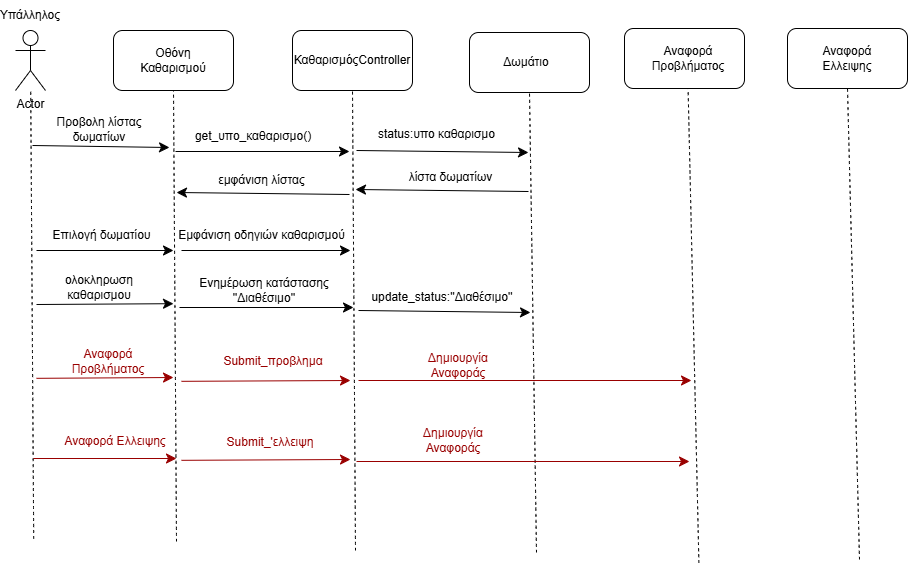 Υπάλληλος
Actor
Οθόνη
Καθαρισμού
ΚαθαρισμόςController
Δωμάτιο
Αναφορά
Προβλήματος
Αναφορά
Ελλειψης
Προβολη λίστας
δωματίων
get_υπο_καθαρισμο()
status:υπο καθαρισμο
εμφάνιση λίστας
λίστα δωματίων
Επιλογή δωματίου
Εμφάνιση οδηγιών καθαρισμού
ολοκληρωση
καθαρισμου
Ενημέρωση κατάστασης
"Διαθέσιμο"
update_status:"Διαθέσιμο"
Αναφορά
Προβλήματος
Submit_προβλημα
Δημιουργία
Αναφοράς
Αναφορά Ελλειψης
Submit_'ελλειψη
Δημιουργία
Αναφοράς